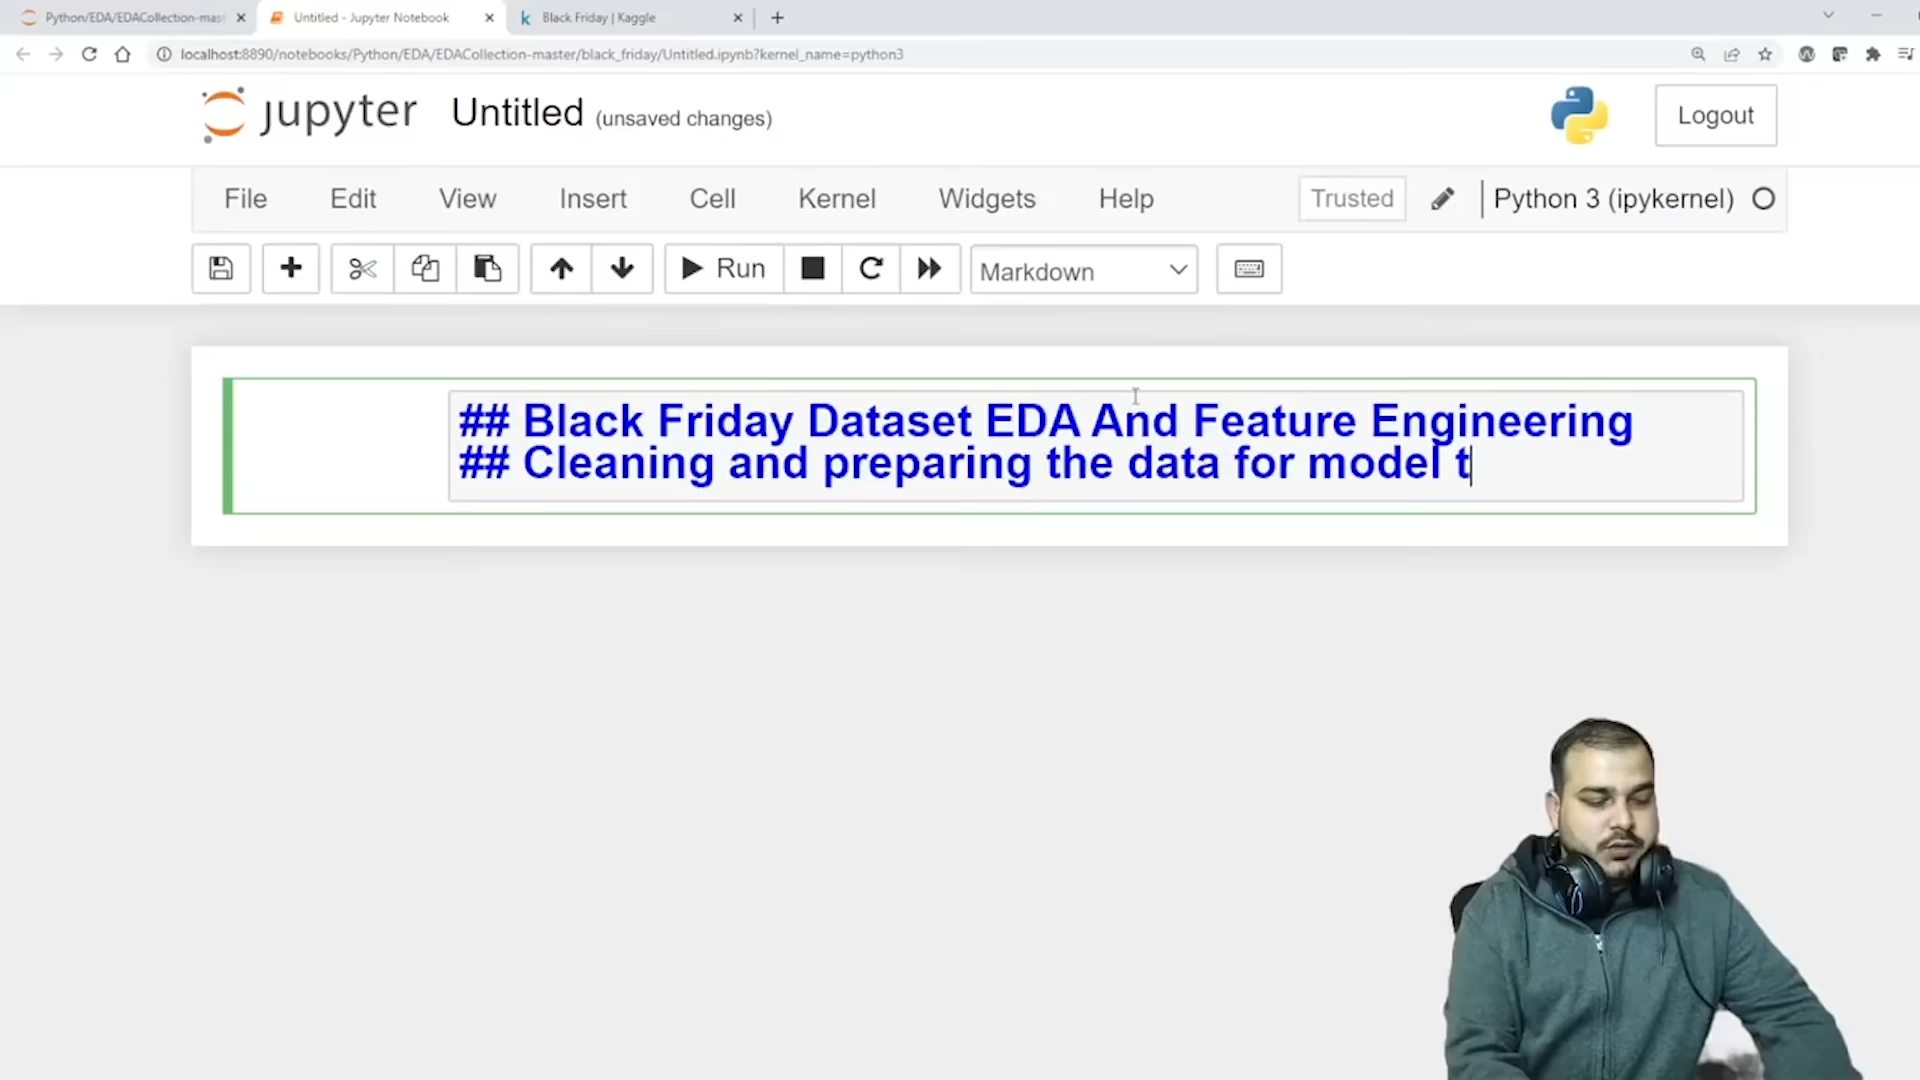 Python/EDA/EDACollection-mast
Untitled - Jupyter Notebook
Black Friday | Kaggle
localhost:8890/notebooks/Python/EDA/EDACollection-master/black_friday/Untitled.ipynb?kernel_name=python3
jupyter Untitled (unsaved changes)
Logout
File Edit View Insert Cell Kernel Widgets Help Trusted Python 3 (ipykernel)
Run Markdown
## Black Friday Dataset EDA And Feature Engineering
## Cleaning and preparing the data for model t